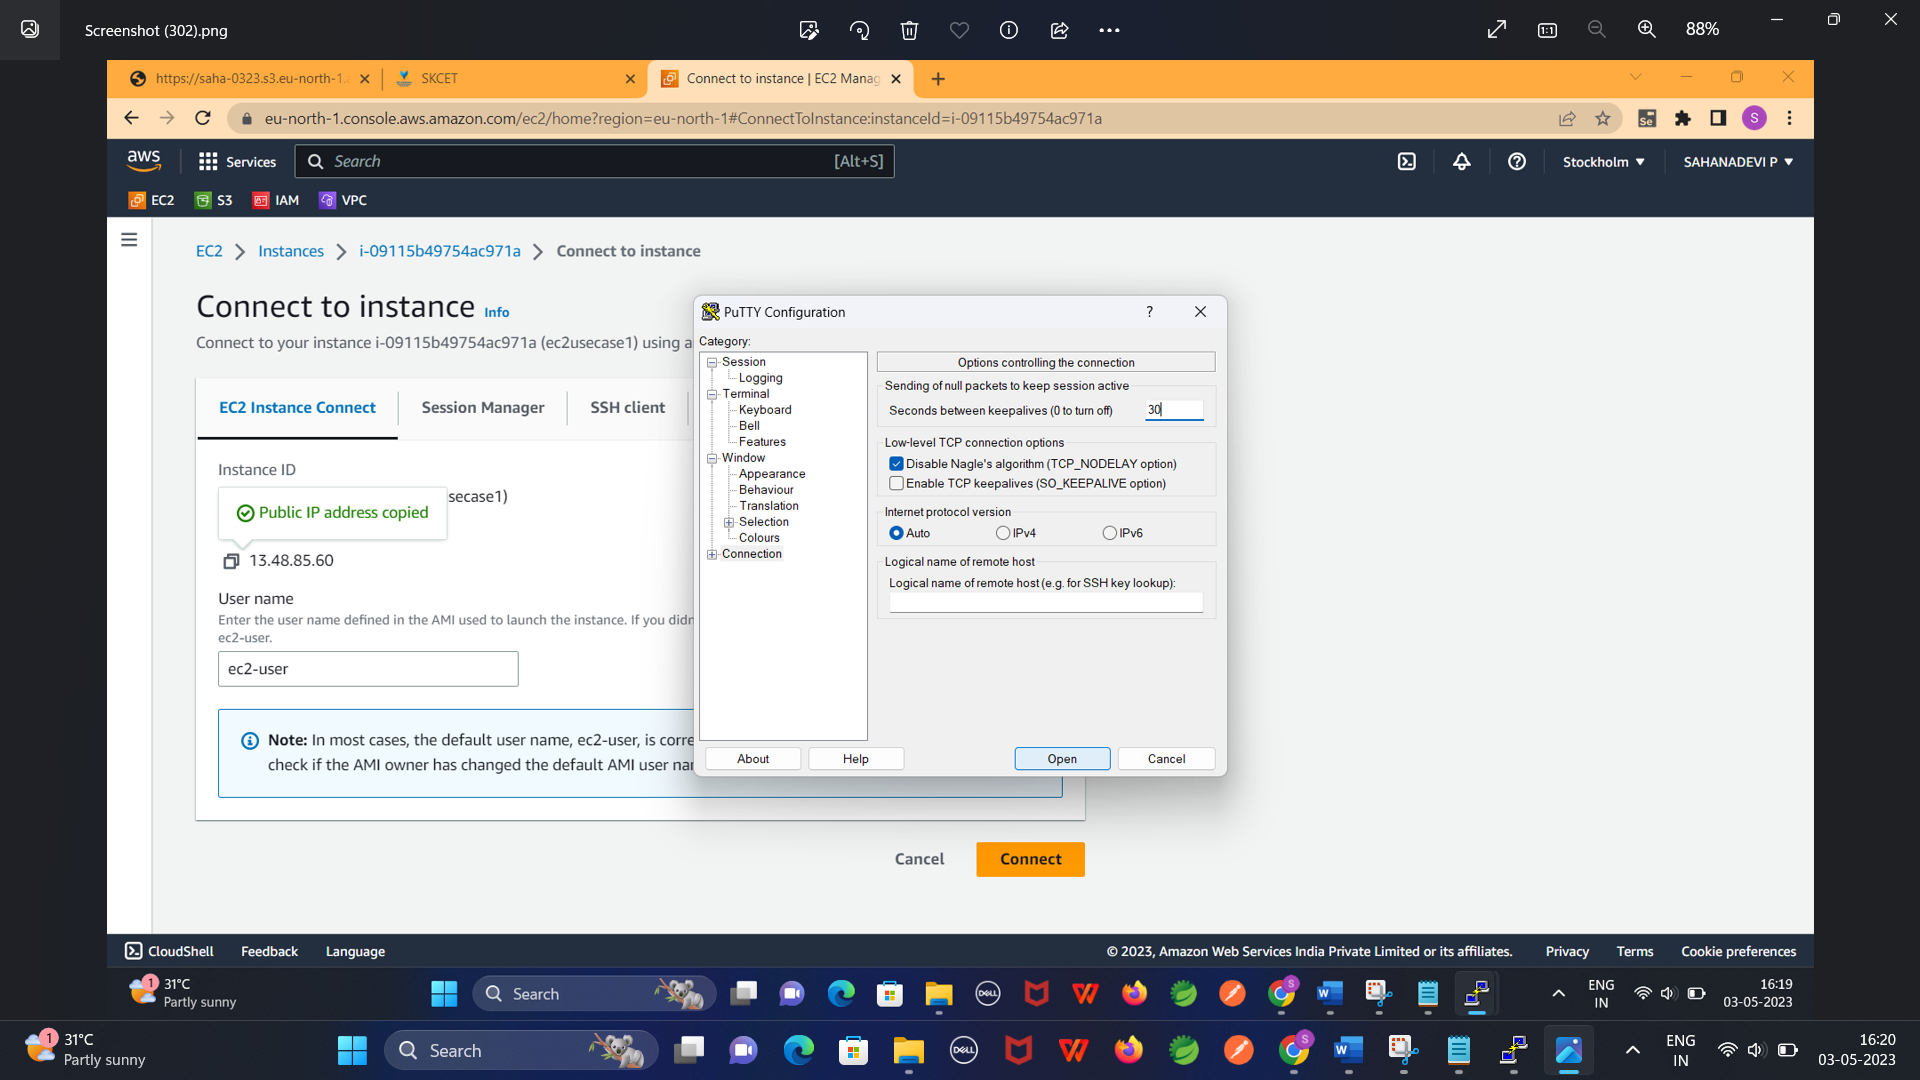 Screenshot (302).png
88%
https://saha-0323.s3.eu-north-1.
SKCET
Connect to instance | EC2 Manag
eu-north-1.console.aws.amazon.com/ec2/home?region=eu-north-1#ConnectToInstance:instanceId=i-09115b49754ac971a
Se
S
aws
Services
Search
[Alt+S]
Stockholm
SAHANADEVI P
EC2
S3
IAM
VPC
EC2
Instances
i-09115b49754ac971a
Connect to instance
Connect to instance Info
Connect to your instance i-09115b49754ac971a (ec2usecase1) using a
EC2 Instance Connect
Session Manager
SSH client
Instance ID
secase1)
Public IP address copied
13.48.85.60
User name
Enter the user name defined in the AMI used to launch the instance. If you didn
ec2-user.
ec2-user
Note: In most cases, the default user name, ec2-user, is corre
check if the AMI owner has changed the default AMI user nar
Cancel
Connect
PuTTY Configuration
?
Category:
Session
Logging
Terminal
Keyboard
Bell
Features
Window
Appearance
Behaviour
Translation
Selection
Colours
Connection
Options controlling the connection
Sending of null packets to keep session active
Seconds between keepalives (0 to turn off)
30
Low-level TCP connection options
Disable Nagle's algorithm (TCP_NODELAY option)
Enable TCP keepalives (SO_KEEPALIVE option)
Internet protocol version
Auto
IPv4
IPv6
Logical name of remote host
Logical name of remote host (e.g. for SSH key lookup):
About
Help
Open
Cancel
CloudShell
Feedback
Language
© 2023, Amazon Web Services India Private Limited or its affiliates.
Privacy
Terms
Cookie preferences
1
31°C
Partly sunny
Search
DELL
S
ENG
IN
16:19
03-05-2023
1
31°C
Partly sunny
Search
DELL
S
ENG
IN
16:20
03-05-2023